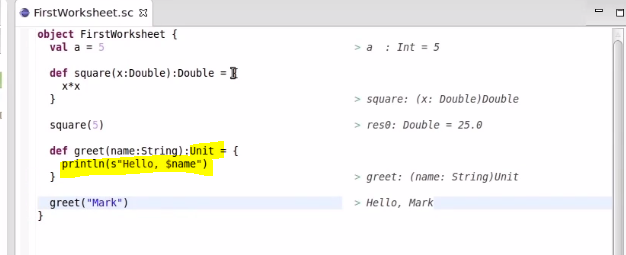 FirstWorksheet.sc
object FirstWorksheet {
val a = 5 > a : Int = 5
def square(x:Double):Double = {
x*x
} > square: (x: Double)Double
square(5) > res0: Double = 25.0
def greet(name:String):Unit = {
println(s"Hello, $name")
} > greet: (name: String)Unit
greet("Mark") > Hello, Mark
}